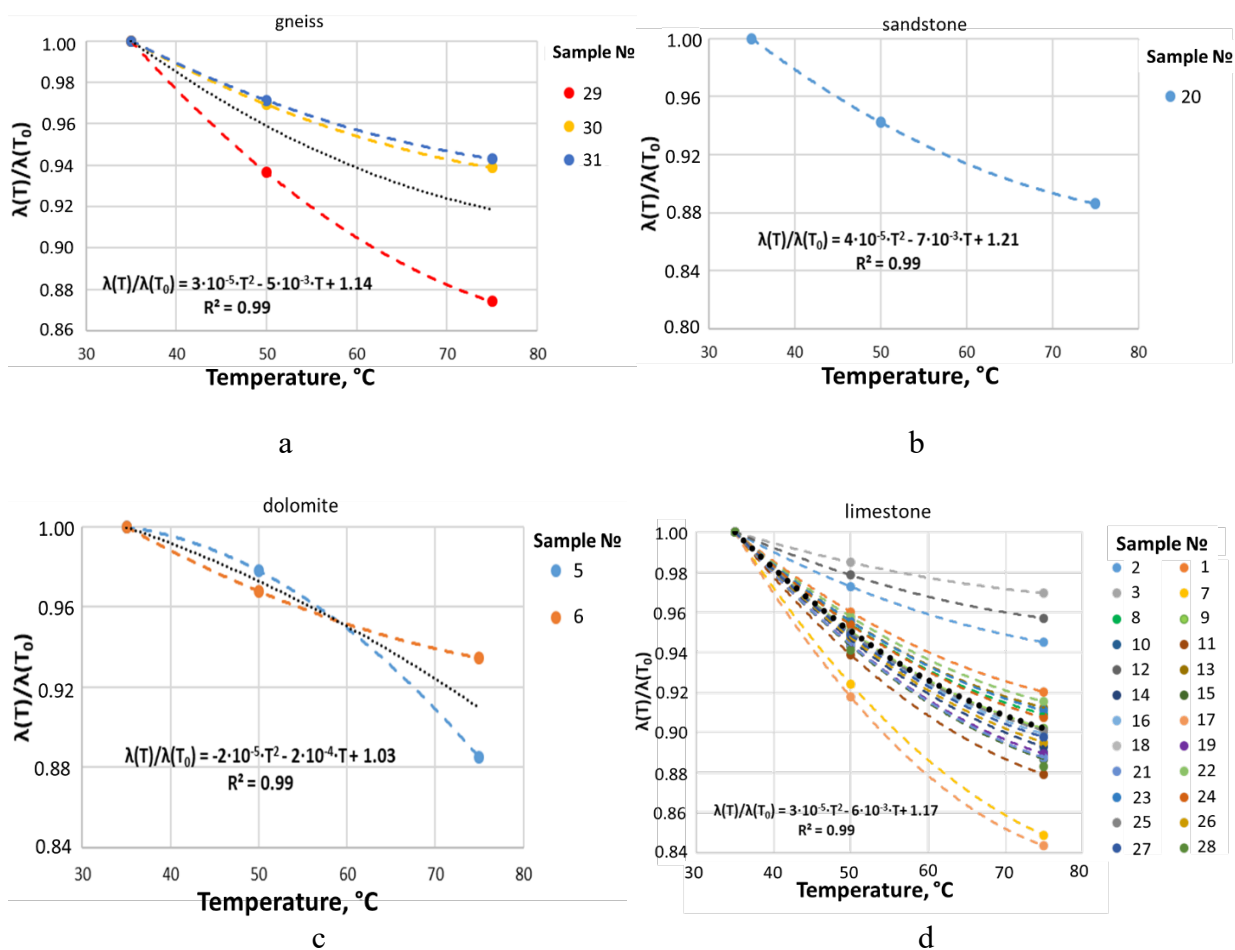 gneiss
1.00
0.98
0.96
0.94
0.92
0.90
0.88
0.86
λ(T)/λ(T₀)
λ(T)/λ(T₀) = 3·10⁻⁵·T² - 5·10⁻³·T + 1.14
R² = 0.99
30 40 50 60 70 80
Temperature, °C
Sample №
29
30
31
a
sandstone
1.00
0.96
0.92
0.88
0.84
0.80
λ(T)/λ(T₀)
λ(T)/λ(T₀) = 4·10⁻⁵·T² - 7·10⁻³·T + 1.21
R² = 0.99
30 40 50 60 70 80
Temperature, °C
Sample №
20
b
dolomite
1.00
0.96
0.92
0.88
0.84
λ(T)/λ(T₀)
λ(T)/λ(T₀) = -2·10⁻⁵·T² - 2·10⁻⁴·T + 1.03
R² = 0.99
30 40 50 60 70 80
Temperature, °C
Sample №
5
6
c
limestone
1.00
0.98
0.96
0.94
0.92
0.90
0.88
0.86
0.84
λ(T)/λ(T₀)
λ(T)/λ(T₀) = 3·10⁻⁵·T² - 6·10⁻³·T + 1.17
R² = 0.99
30 40 50 60 70 80
Temperature, °C
Sample №
2 1
3 7
8 9
10 11
12 13
14 15
16 17
18 19
21 22
23 24
25 26
27 28
d